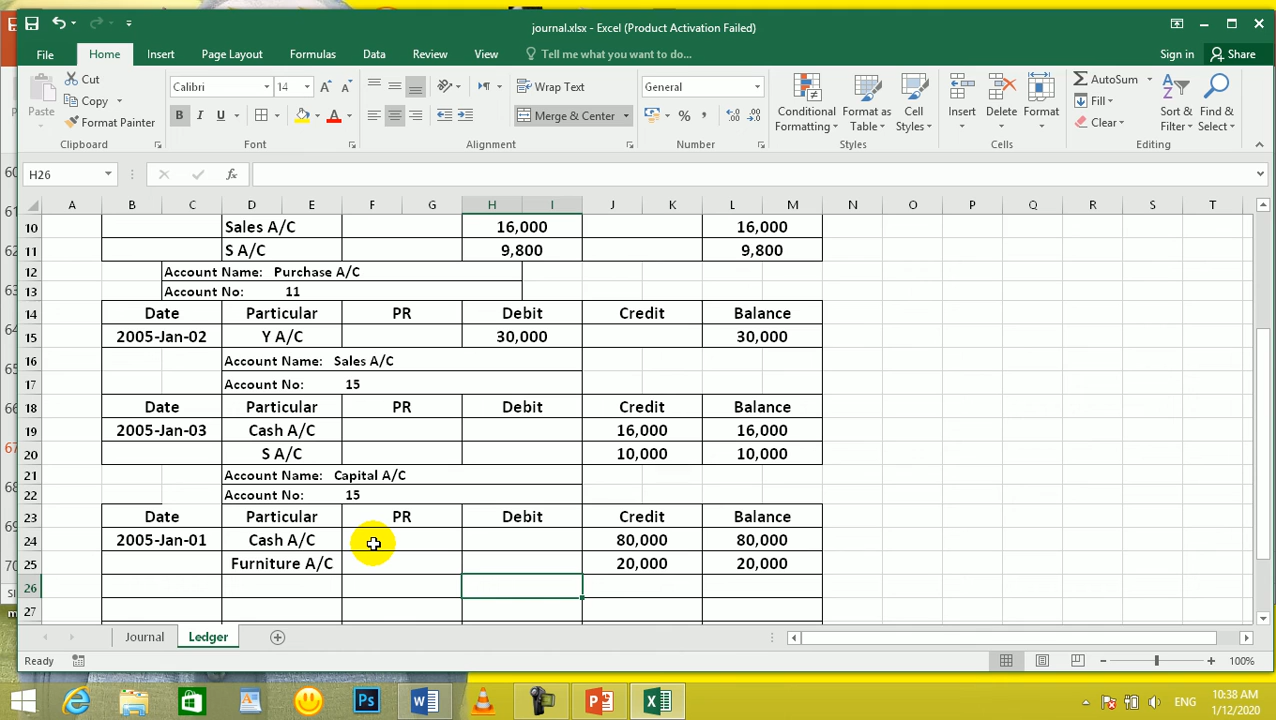 journal.xlsx - Excel (Product Activation Failed)
File Home Insert Page Layout Formulas Data Review View Tell me what you want to do... Sign in Share
Paste Cut Copy Format Painter Clipboard
Calibri 14 A A B I U A Font
Wrap Text Merge & Center Alignment
General % , Number
Conditional Formatting Format as Table Cell Styles Styles
Insert Delete Format Cells
AutoSum Fill Clear Sort & Filter Find & Select Editing
H26 fx
A B C D E F G H I J K L M N O P Q R S T
10 Sales A/C 16,000 16,000
11 S A/C 9,800 9,800
12 Account Name: Purchase A/C
13 Account No: 11
14 Date Particular PR Debit Credit Balance
15 2005-Jan-02 Y A/C 30,000 30,000
16 Account Name: Sales A/C
17 Account No: 15
18 Date Particular PR Debit Credit Balance
19 2005-Jan-03 Cash A/C 16,000 16,000
20 S A/C 10,000 10,000
21 Account Name: Capital A/C
22 Account No: 15
23 Date Particular PR Debit Credit Balance
24 2005-Jan-01 Cash A/C 80,000 80,000
25 Furniture A/C 20,000 20,000
26
27
Journal Ledger
Ready 100%
ENG 10:38 AM
1/12/2020